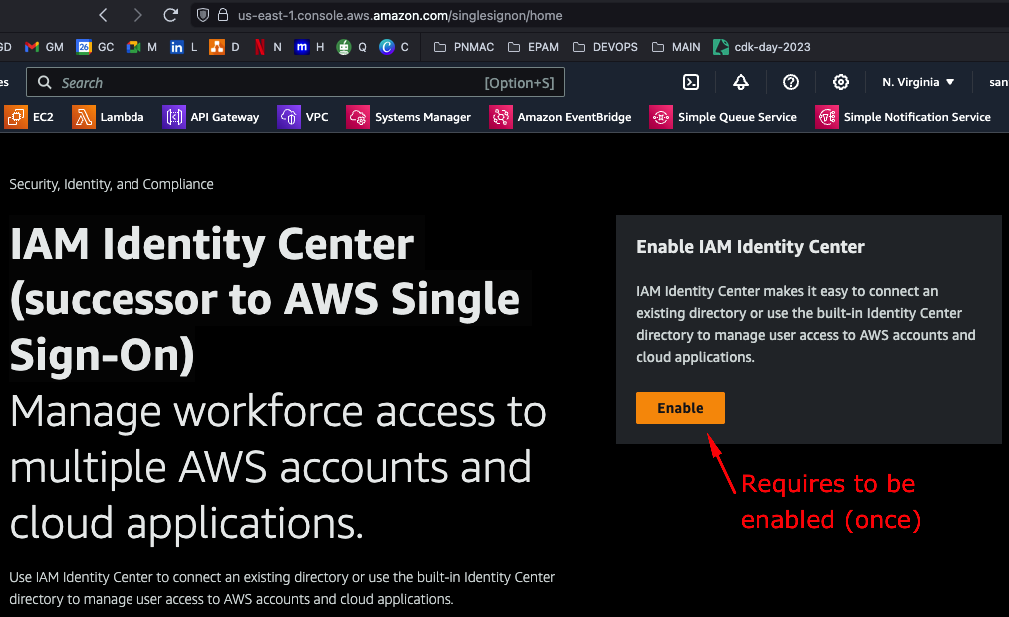 us-east-1.console.aws.amazon.com/singlesignon/home
GD GM GC M L D N H Q C PNMAC EPAM DEVOPS MAIN cdk-day-2023
es Search [Option+S] N. Virginia san
EC2 Lambda API Gateway VPC Systems Manager Amazon EventBridge Simple Queue Service Simple Notification Service
Security, Identity, and Compliance
IAM Identity Center
(successor to AWS Single
Sign-On)
Manage workforce access to
multiple AWS accounts and
cloud applications.
Use IAM Identity Center to connect an existing directory or use the built-in Identity Center
directory to manage user access to AWS accounts and cloud applications.
Enable IAM Identity Center
IAM Identity Center makes it easy to connect an
existing directory or use the built-in Identity Center
directory to manage user access to AWS accounts and
cloud applications.
Enable
Requires to be
enabled (once)